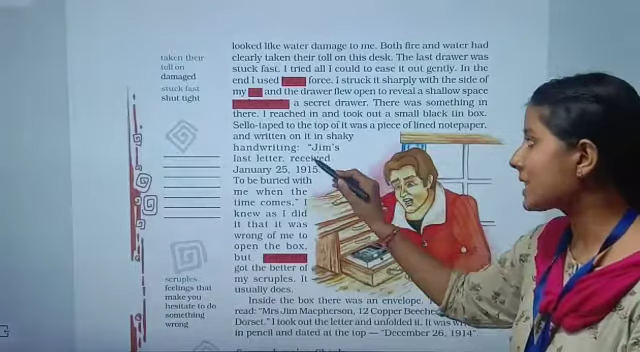 looked like water damage to me. Both fire and water had
taken their
toll on
damaged
clearly taken their toll on this desk. The last drawer was
stuck fast. I tried all I could to ease it out gently. In the
stuck fast
shut tight
end I used force. I struck it sharply with the side of
my and the drawer flew open to reveal a shallow space
a secret drawer. There was something in
there. I reached in and took out a small black tin box.
Sello-taped to the top of it was a piece of lined notepaper,
and written on it in shaky
handwriting: "Jim's
last letter, received
January 25, 1915.
To be buried with
me when the
time comes." I
knew as I did
it that it was
wrong of me to
open the box,
but
got the better of
my scruples. It
usually does.
scruples
feelings that
make you
hesitate to do
something
wrong
Inside the box there was an envelope.
read: "Mrs Jim Macpherson, 12 Copper Beeches
Dorset." I took out the letter and unfolded it. It was
in pencil and dated at the top — "December 26, 1914"